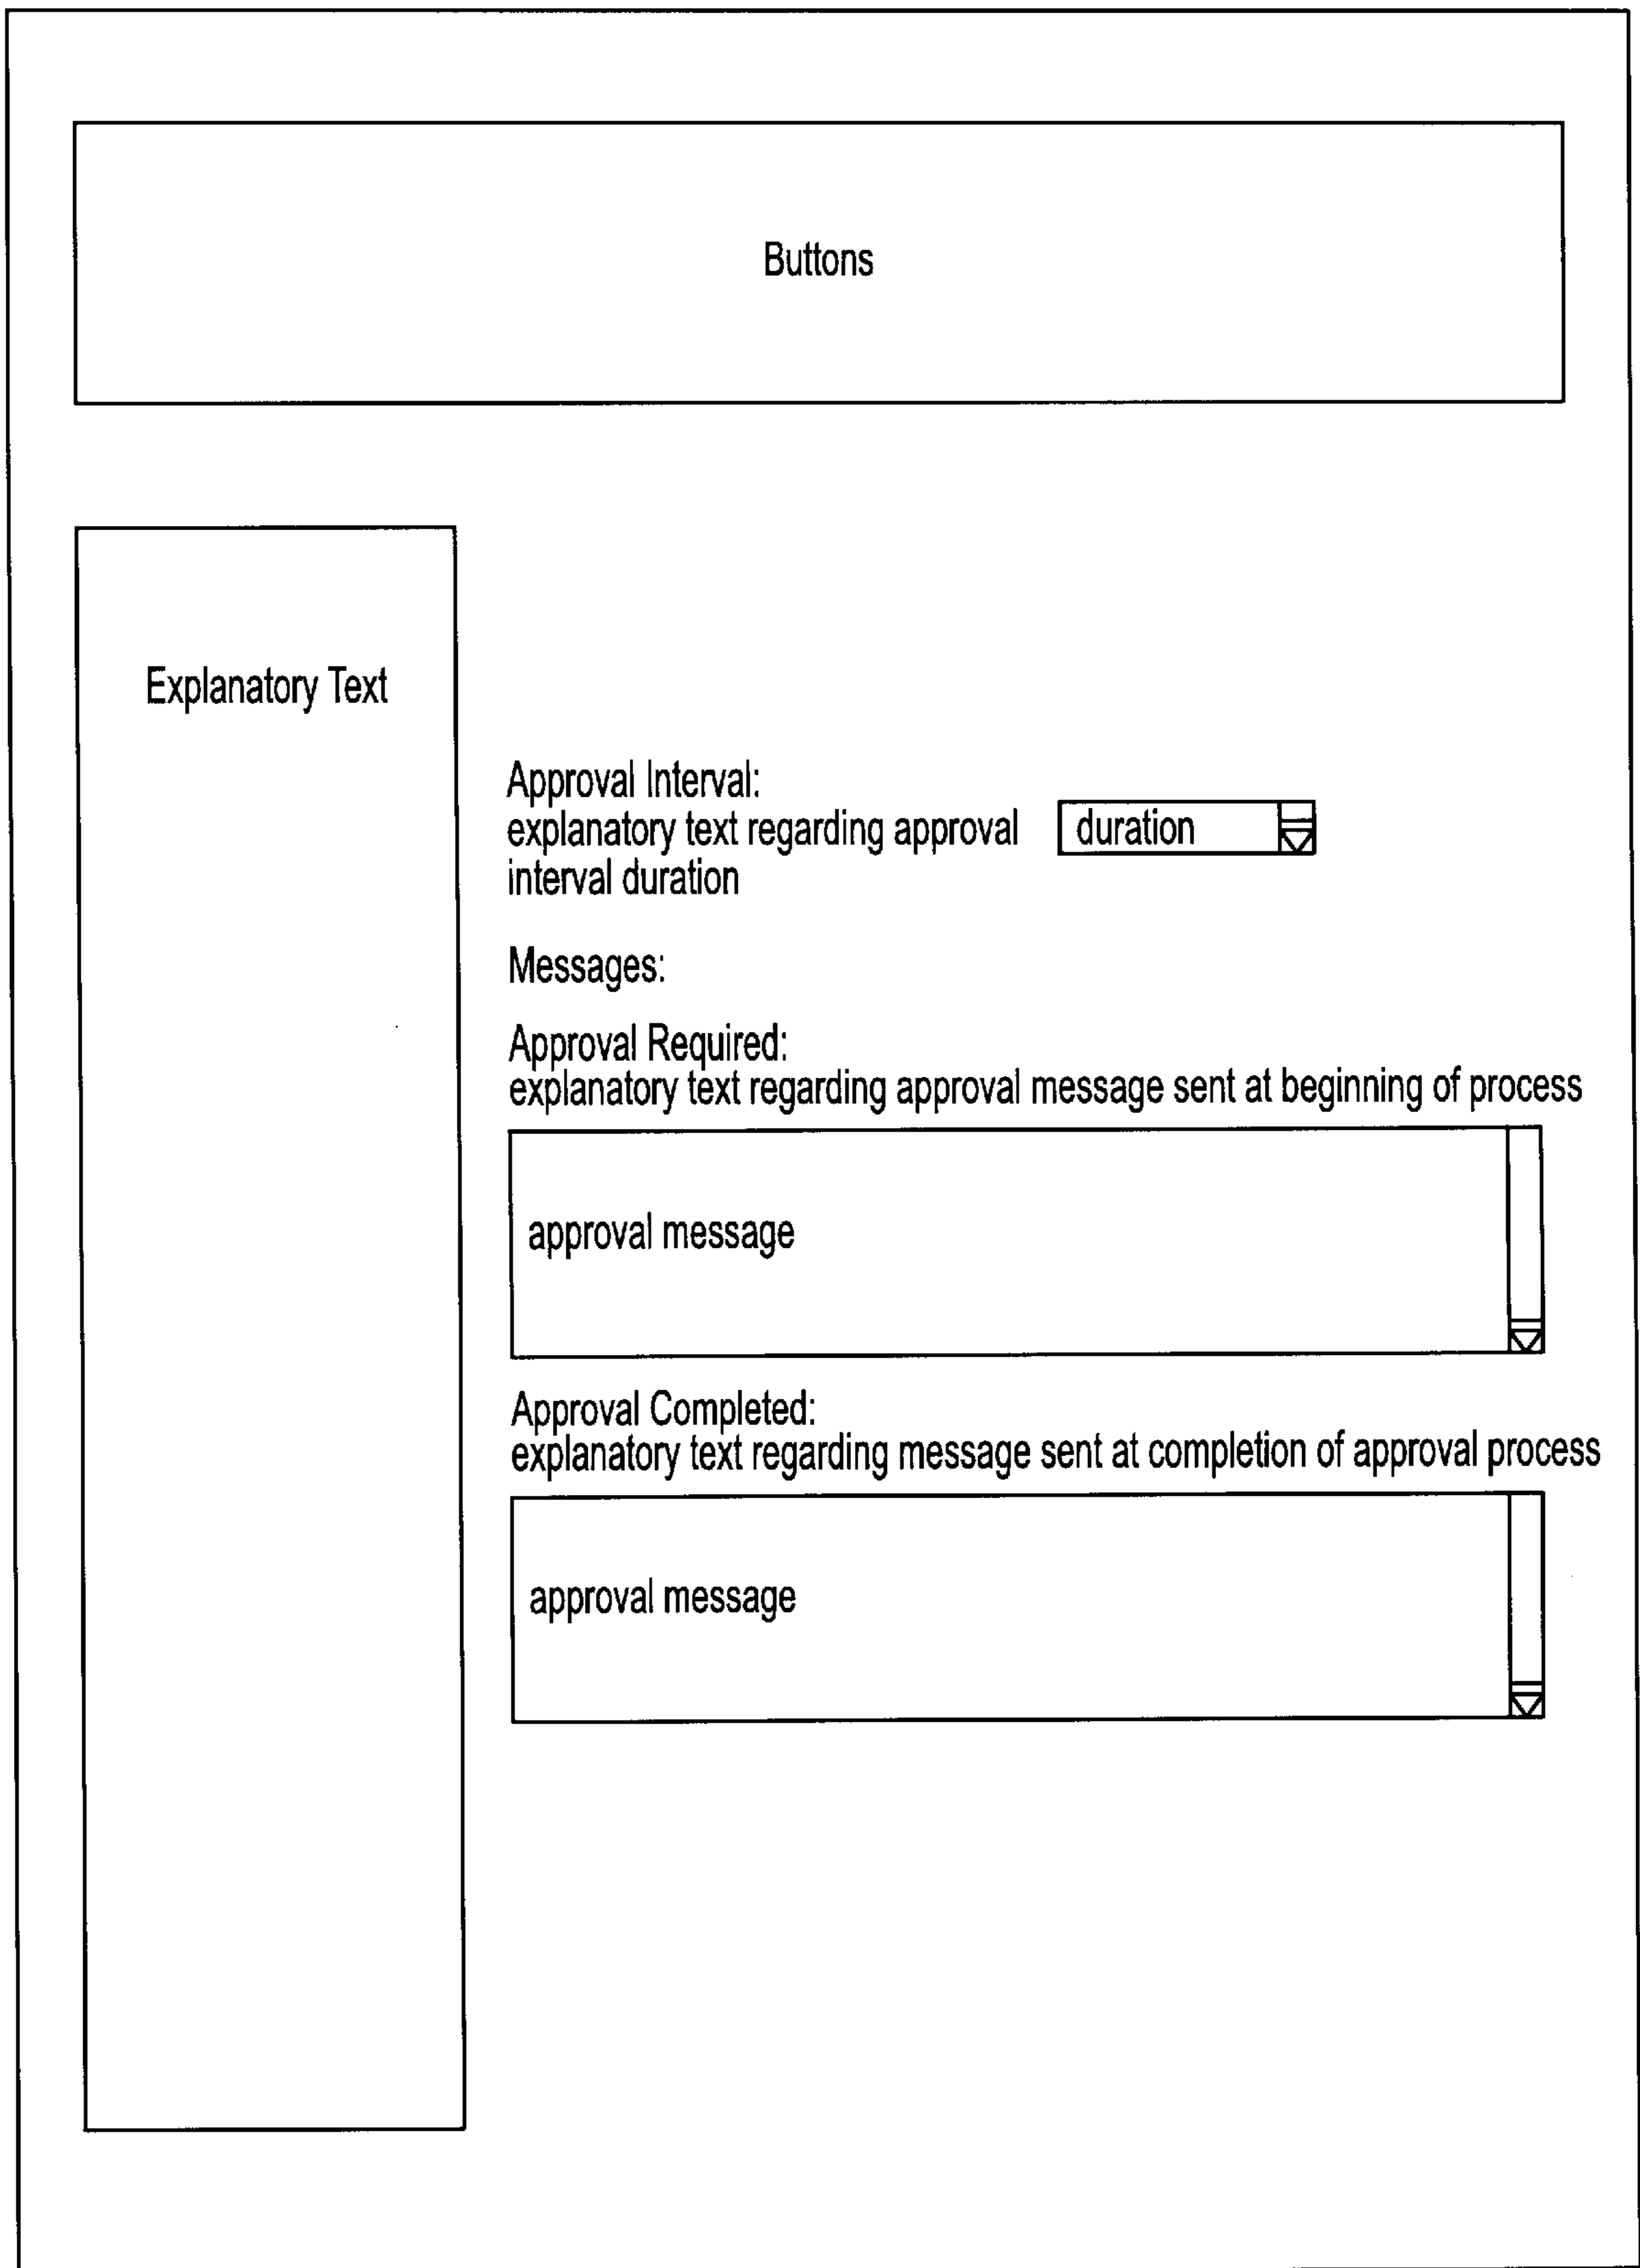 Buttons
Explanatory Text
Approval Interval:
explanatory text regarding approval
interval duration
duration
Messages:
Approval Required:
explanatory text regarding approval message sent at beginning of process
approval message
Approval Completed:
explanatory text regarding message sent at completion of approval process
approval message